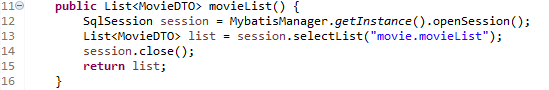 11 public List<MovieDTO> movieList() {
12 SqlSession session = MybatisManager.getInstance().openSession();
13 List<MovieDTO> list = session.selectList("movie.movieList");
14 session.close();
15 return list;
16 }